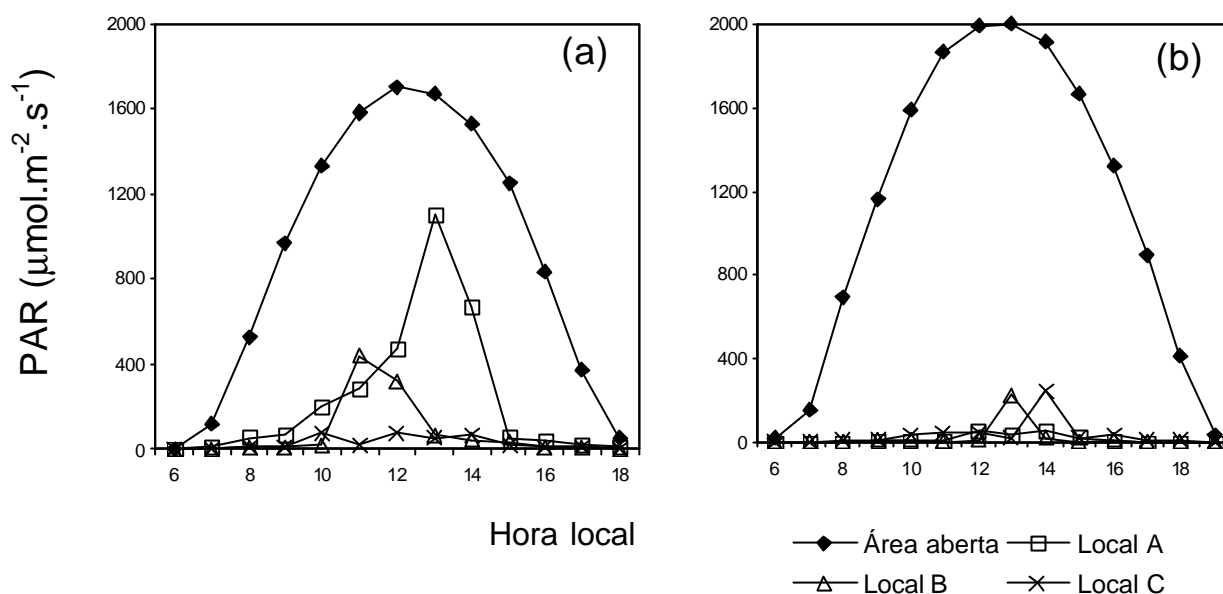 (a)
(b)
PAR (μmol.m⁻².s⁻¹)
2000
1600
1200
800
400
0
6 8 10 12 14 16 18
2000
1600
1200
800
400
0
6 8 10 12 14 16 18
Hora local
Área aberta Local A
Local B Local C